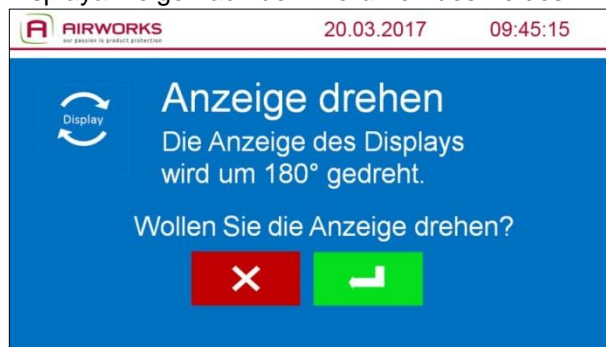 AIRWORKS
our passion is product protection
20.03.2017
09:45:15
Display
Anzeige drehen
Die Anzeige des Displays
wird um 180° gedreht.
Wollen Sie die Anzeige drehen?